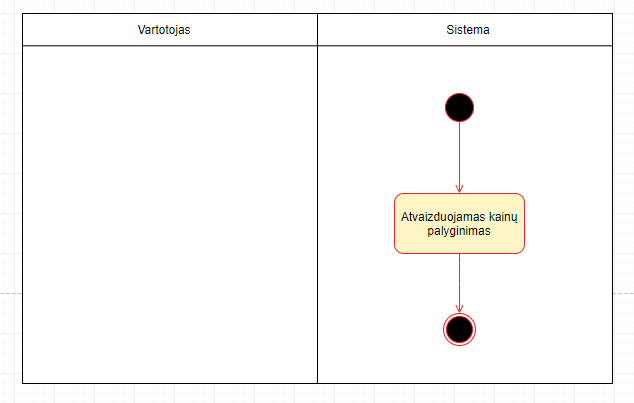 Vartotojas
Sistema
Atvaizduojamas kainų
palyginimas